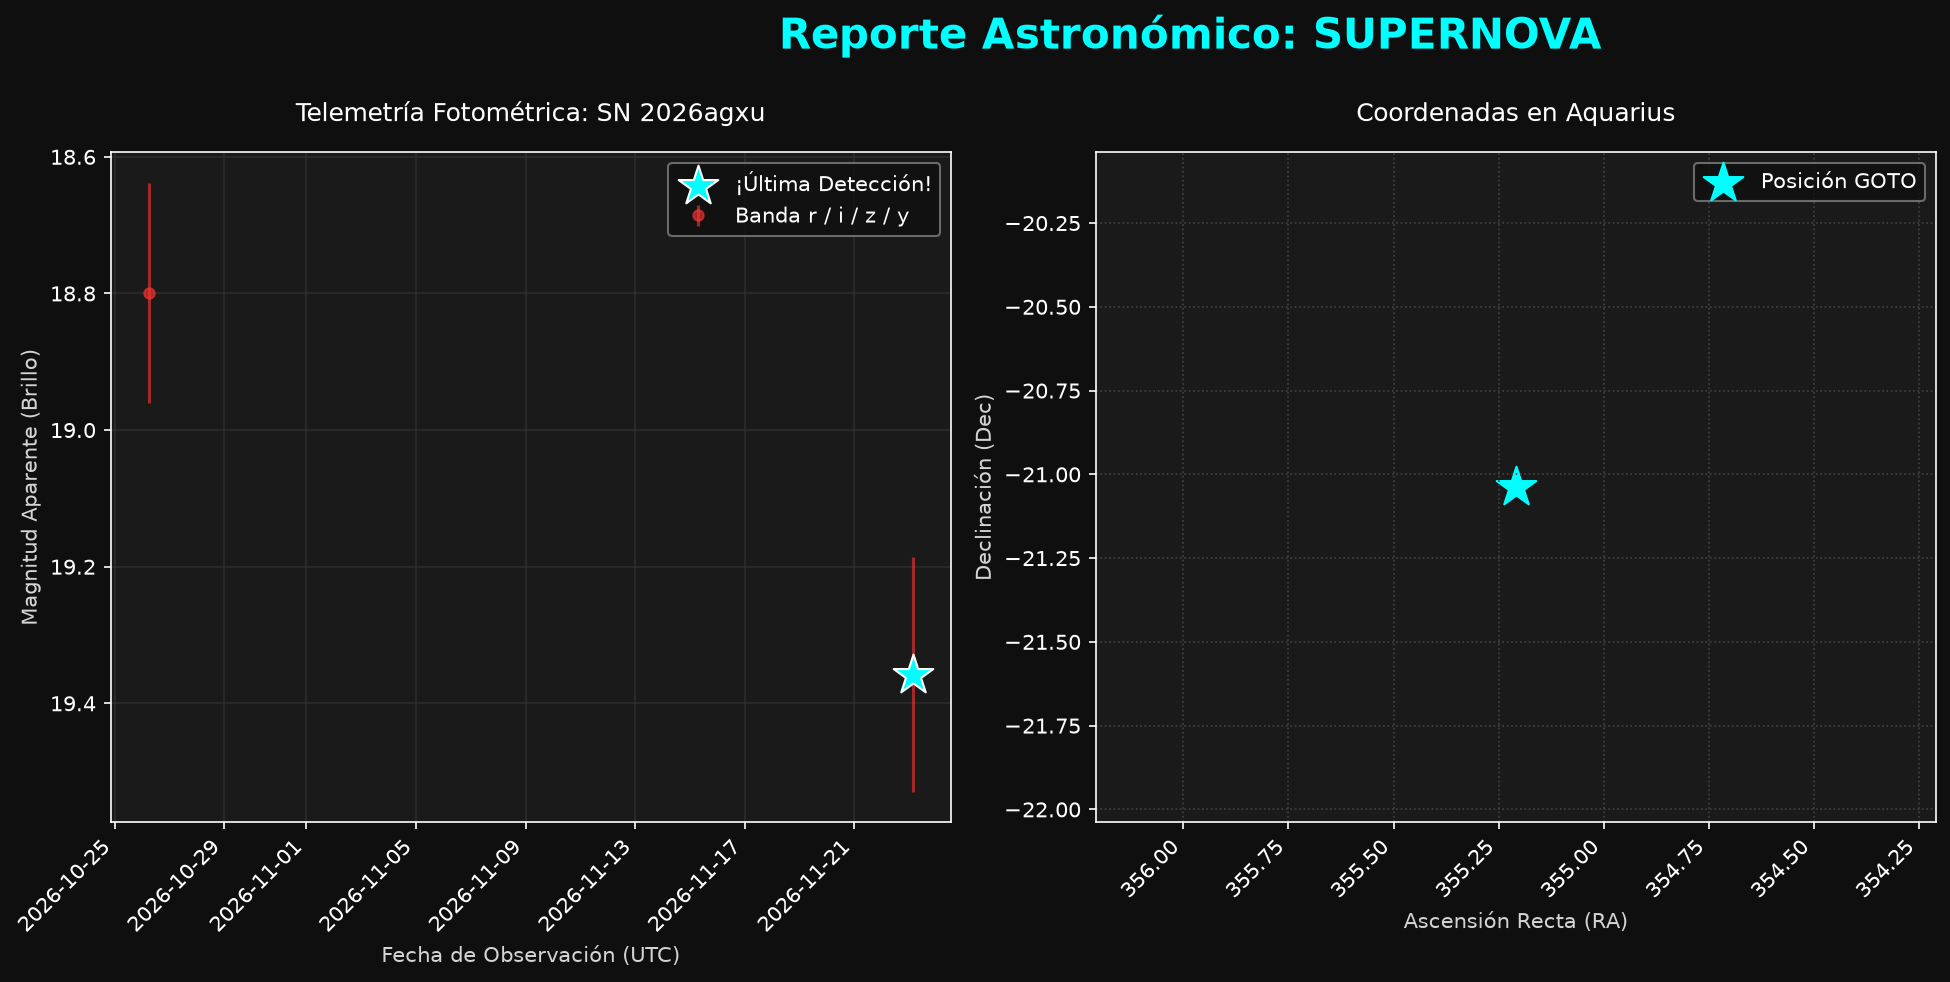 Reporte Astronómico: SUPERNOVA
Telemetría Fotométrica: SN 2026agxu
¡Última Detección!
Banda r / i / z / y
Magnitud Aparente (Brillo)
18.6
18.8
19.0
19.2
19.4
2026-10-25
2026-10-29
2026-11-01
2026-11-05
2026-11-09
2026-11-13
2026-11-17
2026-11-21
Fecha de Observación (UTC)
Coordenadas en Aquarius
Posición GOTO
Declinación (Dec)
−20.25
−20.50
−20.75
−21.00
−21.25
−21.50
−21.75
−22.00
356.00
355.75
355.50
355.25
355.00
354.75
354.50
354.25
Ascensión Recta (RA)